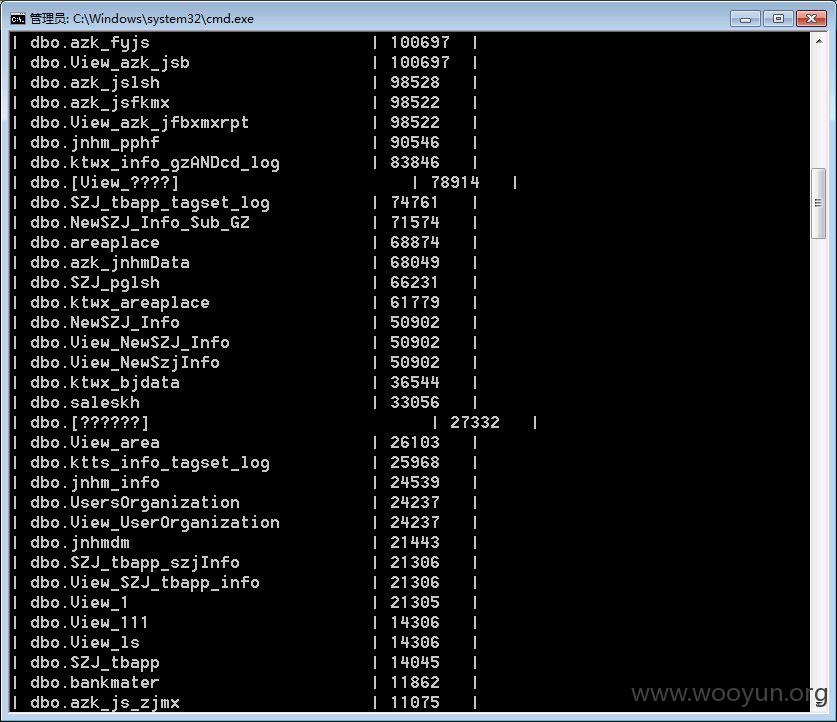 管理员: C:\Windows\system32\cmd.exe
| dbo.azk_fyjs | 100697 |
| dbo.View_azk_jsb | 100697 |
| dbo.azk_jslsh | 98528 |
| dbo.azk_jsfkmx | 98522 |
| dbo.View_azk_jfbxmxrpt | 98522 |
| dbo.jnhm_pphf | 90546 |
| dbo.ktwx_info_gzANDcd_log | 83846 |
| dbo.[View_????] | 78914 |
| dbo.SZJ_tbapp_tagset_log | 74761 |
| dbo.NewSZJ_Info_Sub_GZ | 71574 |
| dbo.areaplace | 68874 |
| dbo.azk_jnhmData | 68049 |
| dbo.SZJ_pglsh | 66231 |
| dbo.ktwx_areaplace | 61779 |
| dbo.NewSZJ_Info | 50902 |
| dbo.View_NewSZJ_Info | 50902 |
| dbo.View_NewSzjInfo | 50902 |
| dbo.ktwx_bjdata | 36544 |
| dbo.saleskh | 33056 |
| dbo.[??????] | 27332 |
| dbo.View_area | 26103 |
| dbo.ktts_info_tagset_log | 25968 |
| dbo.jnhm_info | 24539 |
| dbo.UsersOrganization | 24237 |
| dbo.View_UserOrganization | 24237 |
| dbo.jnhmdm | 21443 |
| dbo.SZJ_tbapp_szjInfo | 21306 |
| dbo.View_SZJ_tbapp_info | 21306 |
| dbo.View_1 | 21305 |
| dbo.View_111 | 14306 |
| dbo.View_ls | 14306 |
| dbo.SZJ_tbapp | 14045 |
| dbo.bankmater | 11862 |
| dbo.azk_js_zjmx | 11075 |
www.wooyun.org